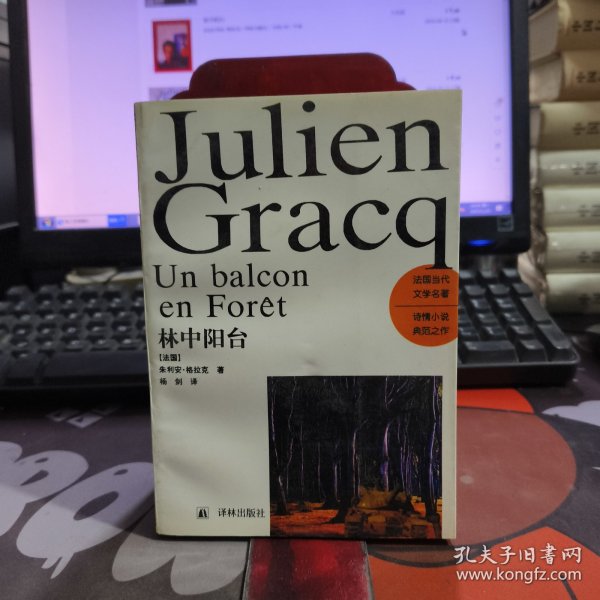 Julien
Gracq
Un balcon
en Forêt
林中阳台
[法国]
朱利安·格拉克 著
杨 剑 译
法国当代
文学名著
诗情小说
典范之作
译林出版社
孔夫子旧书网
www.kongfz.com